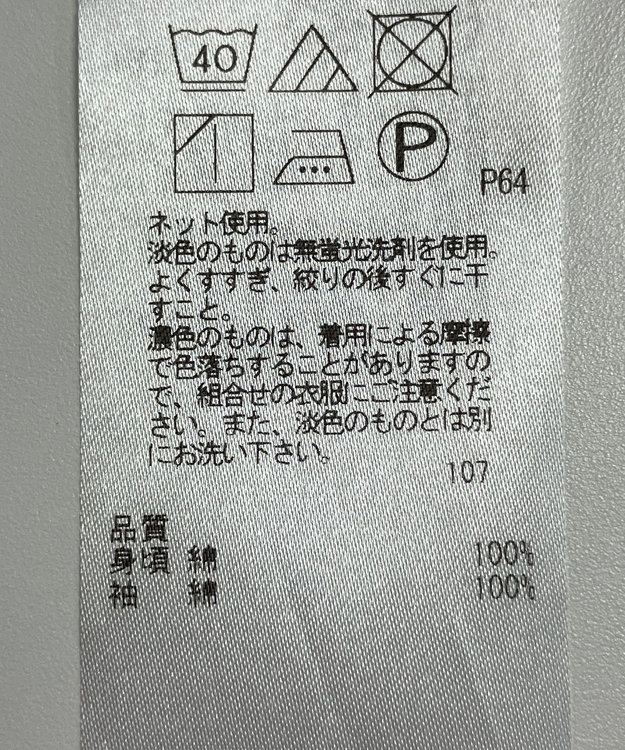 40
P
P64
ネット使用。
淡色のものは無蛍光洗剤を使用。
よくすすぎ、絞りの後すぐに干
すこと。
濃色のものは、着用による摩擦
で色落ちすることがありますの
で、組合せの衣服にご注意くだ
さい。また、淡色のものとは別
にお洗い下さい。
107
品質
身頃 綿 100%
袖 綿 100%